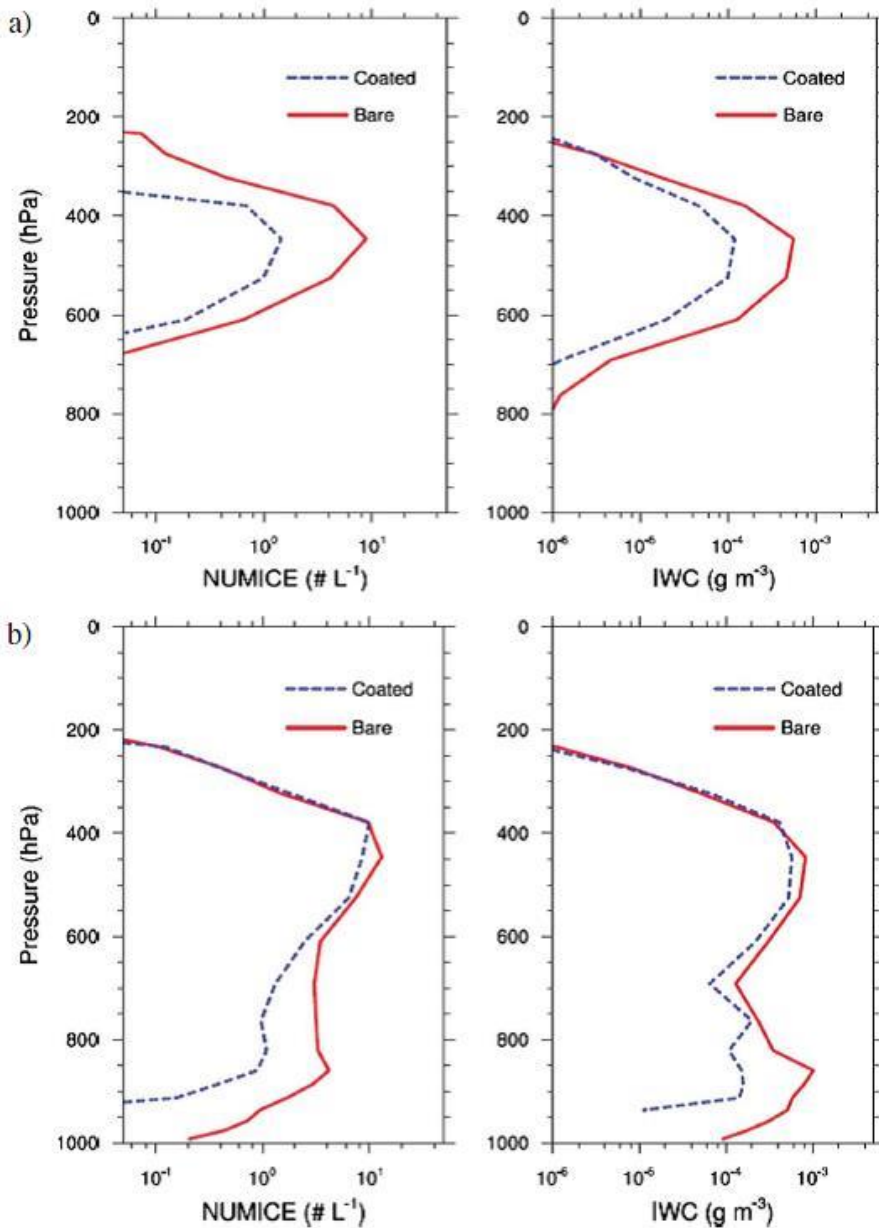 a)
0
200
400
600
800
1000
Pressure (hPa)
Coated
Bare
10⁻¹ 10⁰ 10¹
NUMICE (# L⁻¹)
Coated
Bare
0
200
400
600
800
1000
10⁻⁶ 10⁻⁵ 10⁻⁴ 10⁻³
IWC (g m⁻³)
b)
0
200
400
600
800
1000
Pressure (hPa)
Coated
Bare
10⁻¹ 10⁰ 10¹
NUMICE (# L⁻¹)
Coated
Bare
0
200
400
600
800
1000
10⁻⁶ 10⁻⁵ 10⁻⁴ 10⁻³
IWC (g m⁻³)